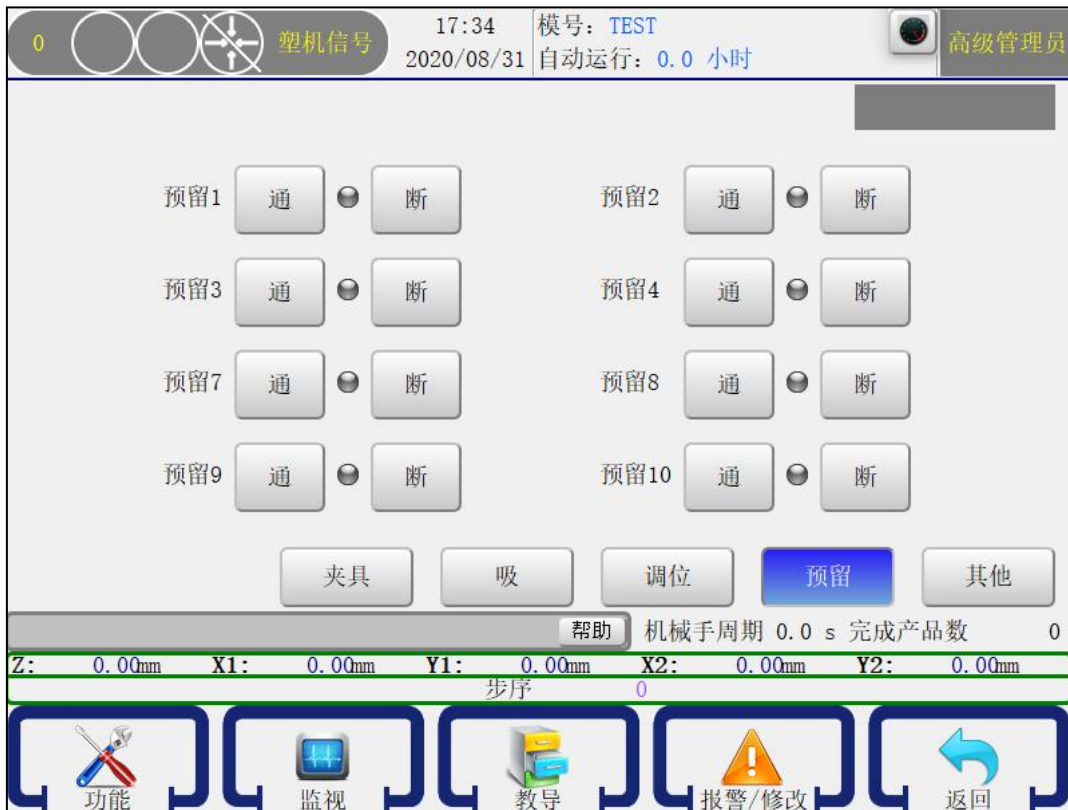 0 塑机信号 17:34 模号：TEST 高级管理员
2020/08/31 自动运行：0.0 小时
预留1 通 断 预留2 通 断
预留3 通 断 预留4 通 断
预留7 通 断 预留8 通 断
预留9 通 断 预留10 通 断
夹具 吸 调位 预留 其他
帮助 机械手周期 0.0 s 完成产品数 0
Z: 0.00mm X1: 0.00mm Y1: 0.00mm X2: 0.00mm Y2: 0.00mm
步序 0
功能 监视 教导 报警/修改 返回